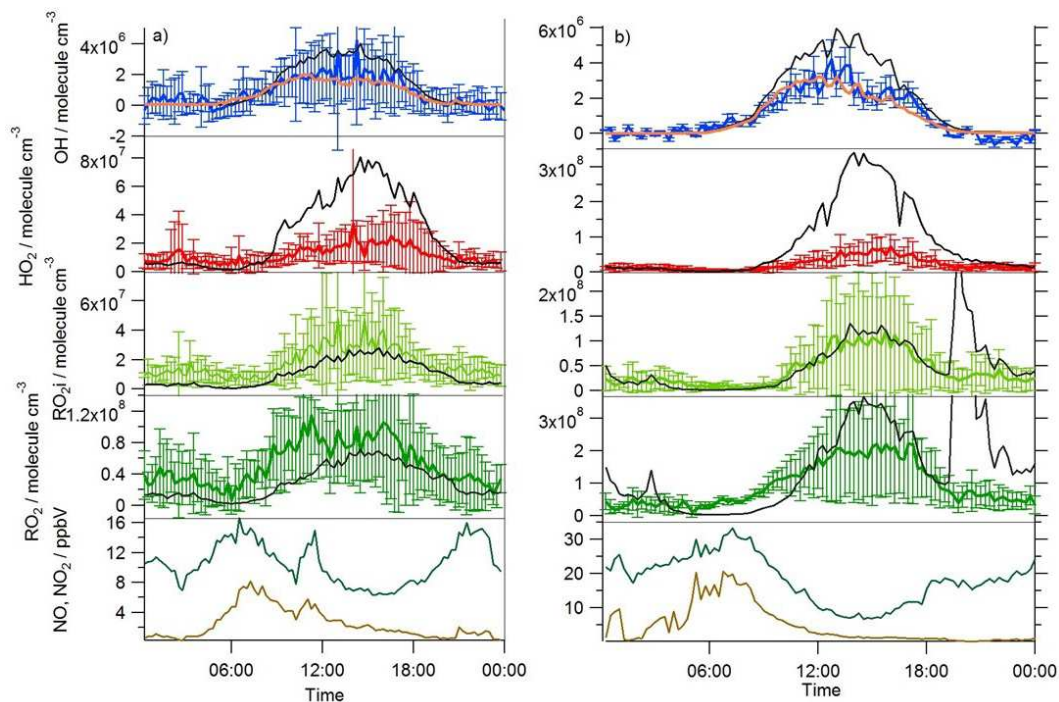 a)
OH / molecule cm-3
4x10^6
2
0
-2
HO2 / molecule cm-3
8x10^7
6
4
2
0
RO2i / molecule cm-3
6x10^7
4
2
0
RO2 / molecule cm-3
1.2x10^8
0.8
0.4
0
NO, NO2 / ppbV
16
12
8
4
06:00 12:00 18:00 00:00
Time
b)
6x10^6
4
2
0
3x10^8
2
1
0
2x10^8
1.5
1
0.5
0
3x10^8
2
1
0
30
20
10
06:00 12:00 18:00 00:00
Time